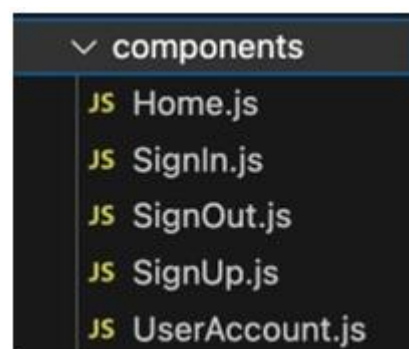 components
JS Home.js
JS SignIn.js
JS SignOut.js
JS SignUp.js
JS UserAccount.js